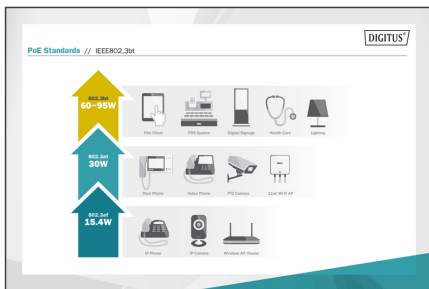 DIGITUS®
PoE Standards // IEEE802.3bt
802.3bt
60~95W
Thin Client
POS System
Digital Signage
Health Care
Lighting
802.3at
30W
Door Phone
Video Phone
PTZ Camera
11ac Wi-Fi AP
802.3af
15.4W
IP Phone
IP Camera
Wireless AP/Router